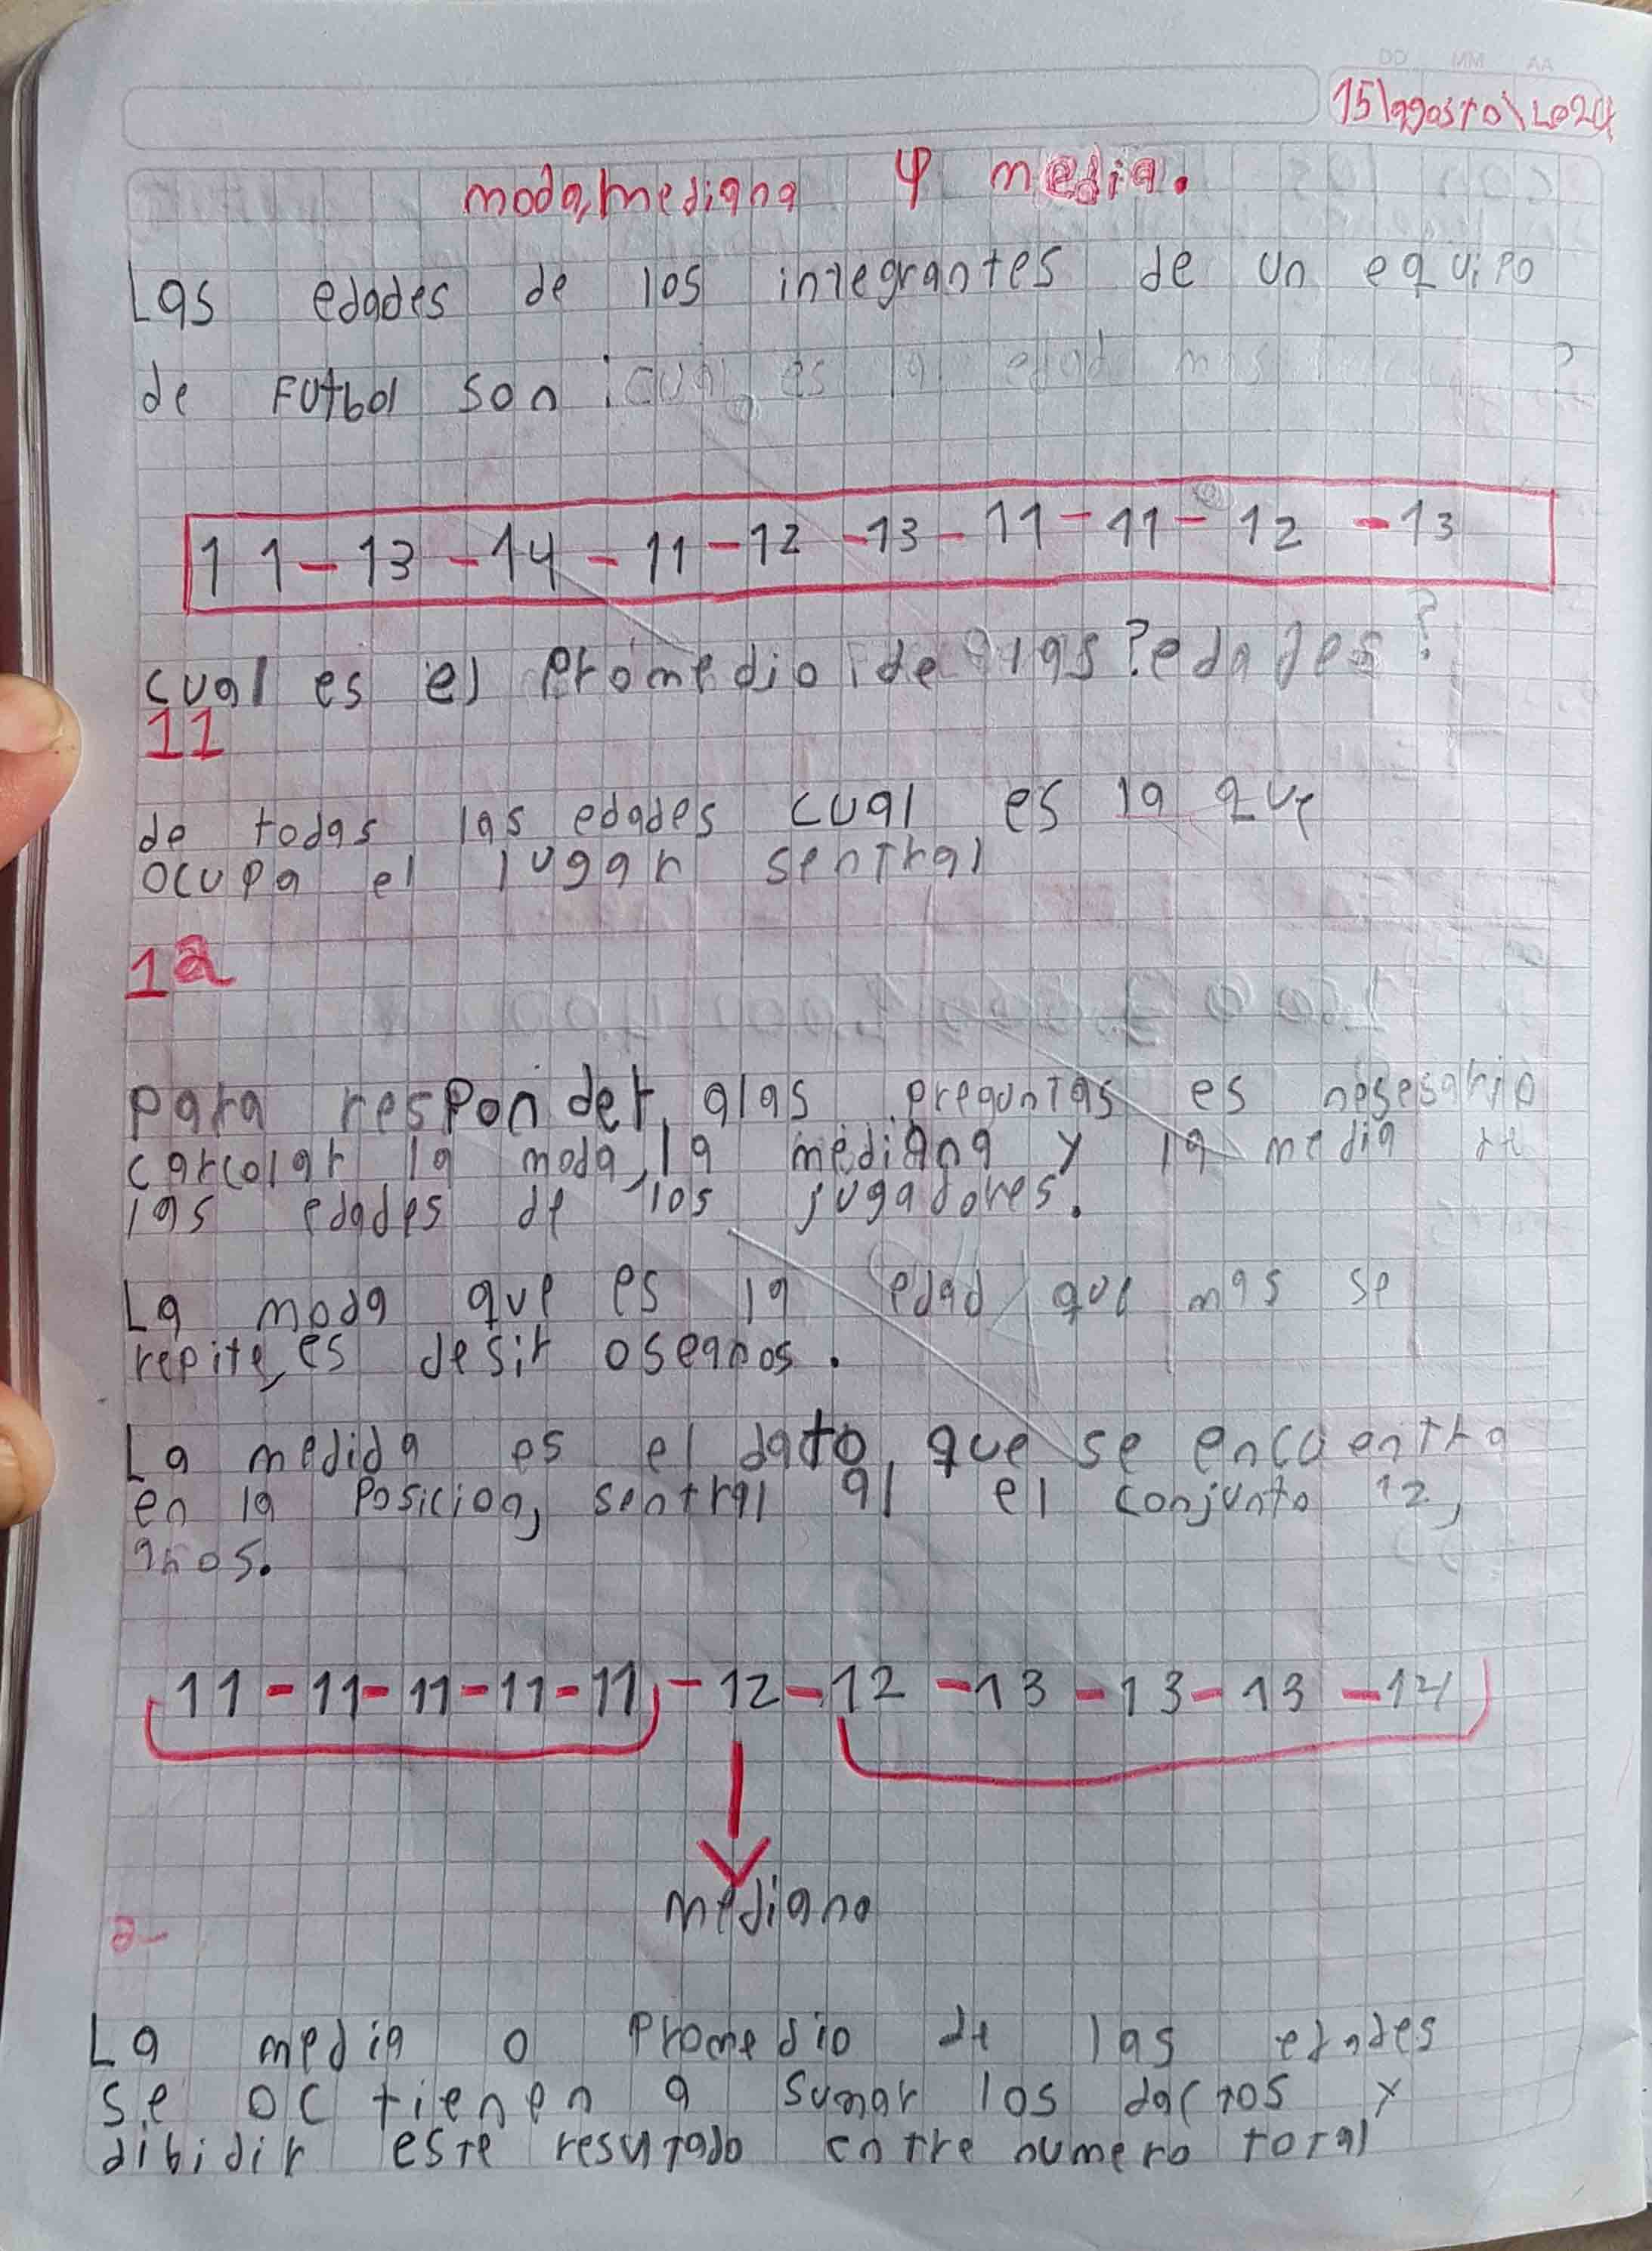 DD MM AA
15\agosto\2024
moda, mediana y media.
Las edades de los integrantes de un equipo
de Futbol son:
11-13-14-11-12-13-11-11-12-13
cual es el promedio de las? edades?
11
de todas las edades cual es la que
ocupa el lugar sentral
12
para responder alas preguntas es nesesario
carcolar la moda, la mediana y la media de
las edades de los jugadores.
La moda que es la edad que mas se
repite, es desir oseanos.
La medida es el dato, que se encuentra
en la posicion, sentral al el conjunto 12,
anos.
11-11-11-11-11-12-12-13-13-13-14
mediana
2-
La media o promedio de las edades
se oc tienen a sumar los dactos y
dibidir este resultado entre numero total